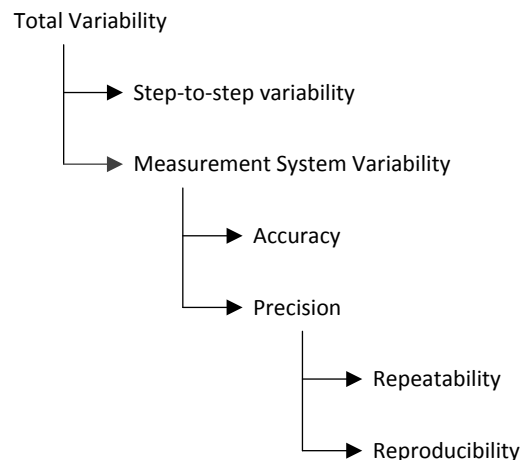 Total Variability
Step-to-step variability
Measurement System Variability
Accuracy
Precision
Repeatability
Reproducibility